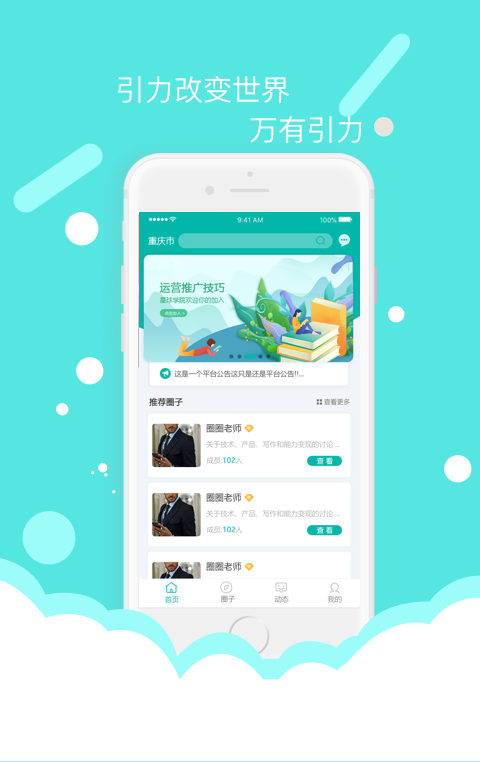 引力改变世界
万有引力
9:41 AM
100%
重庆市
运营推广技巧
量球学院欢迎你的加入
这是一个平台公告这只是还是平台公告!!...
推荐圈子
查看更多
圈圈老师
关于技术、产品、写作和能力变现的讨论 ...
成员:102人
查 看
圈圈老师
关于技术、产品、写作和能力变现的讨论 ...
成员:102人
查 看
圈圈老师
首页
圈子
动态
我的